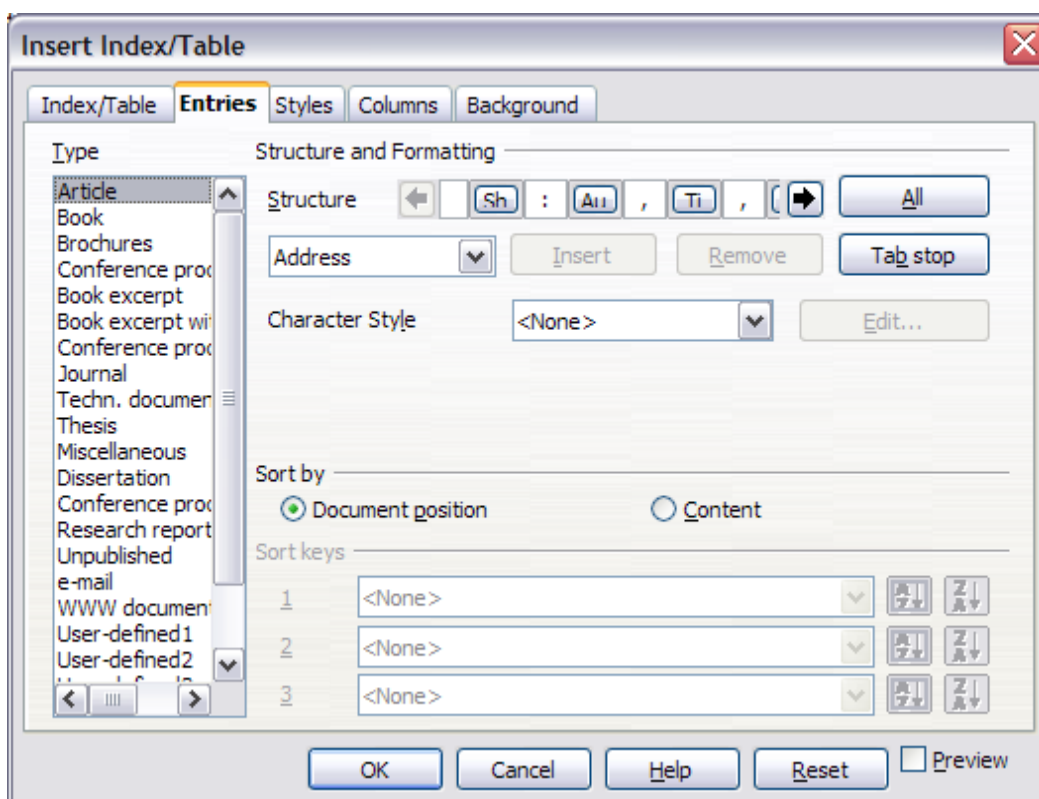 Insert Index/Table
Index/Table Entries Styles Columns Background
Type
Article
Book
Brochures
Conference proc
Book excerpt
Book excerpt wi
Conference proc
Journal
Techn. documen
Thesis
Miscellaneous
Dissertation
Conference proc
Research report
Unpublished
e-mail
WWW document
User-defined1
User-defined2
Structure and Formatting
Structure Sh : Au , Ti , All
Address Insert Remove Tab stop
Character Style <None> Edit...
Sort by
Document position Content
Sort keys
1 <None>
2 <None>
3 <None>
OK Cancel Help Reset Preview